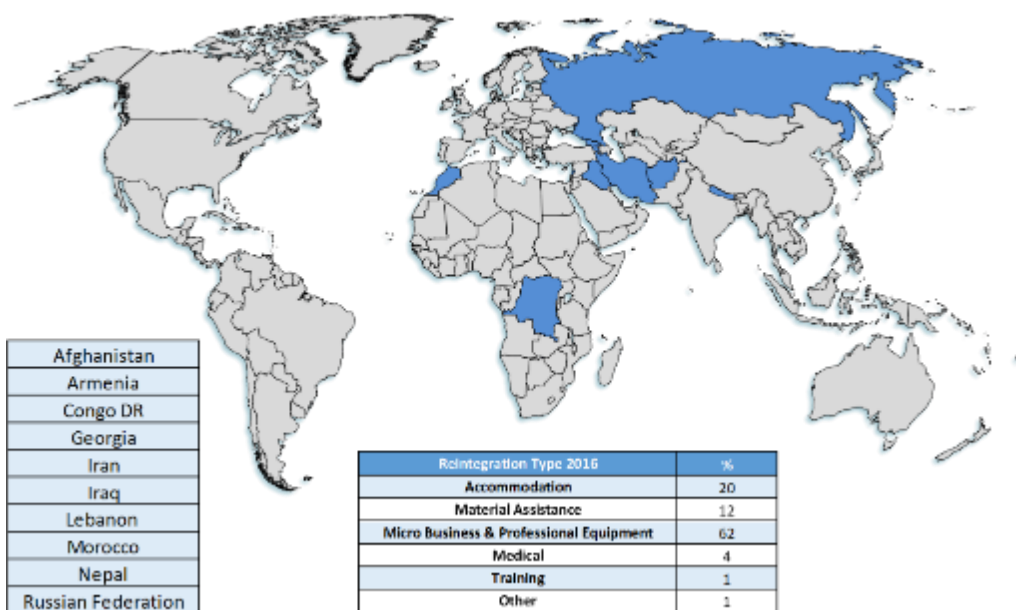 Afghanistan
Armenia
Congo DR
Georgia
Iran
Iraq
Lebanon
Morocco
Nepal
Russian Federation
Reintegration Type 2016 %
Accommodation 20
Material Assistance 12
Micro Business & Professional Equipment 62
Medical 4
Training 1
Other 1